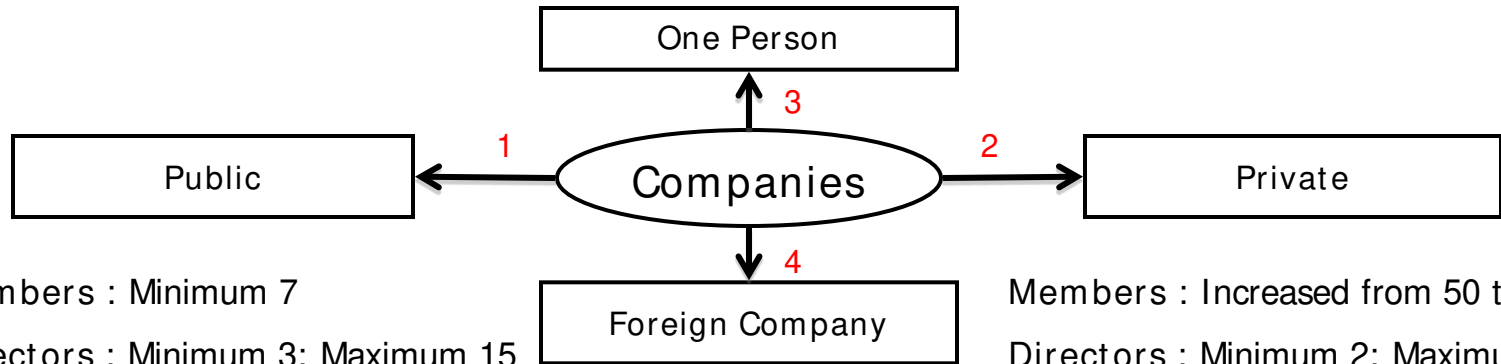 One Person
3
1
2
Public
Companies
Private
4
Minimum 7
Members : Increased from 50
Foreign Company
Minimum 3; Maximum 15
Directors : Minimum 2;